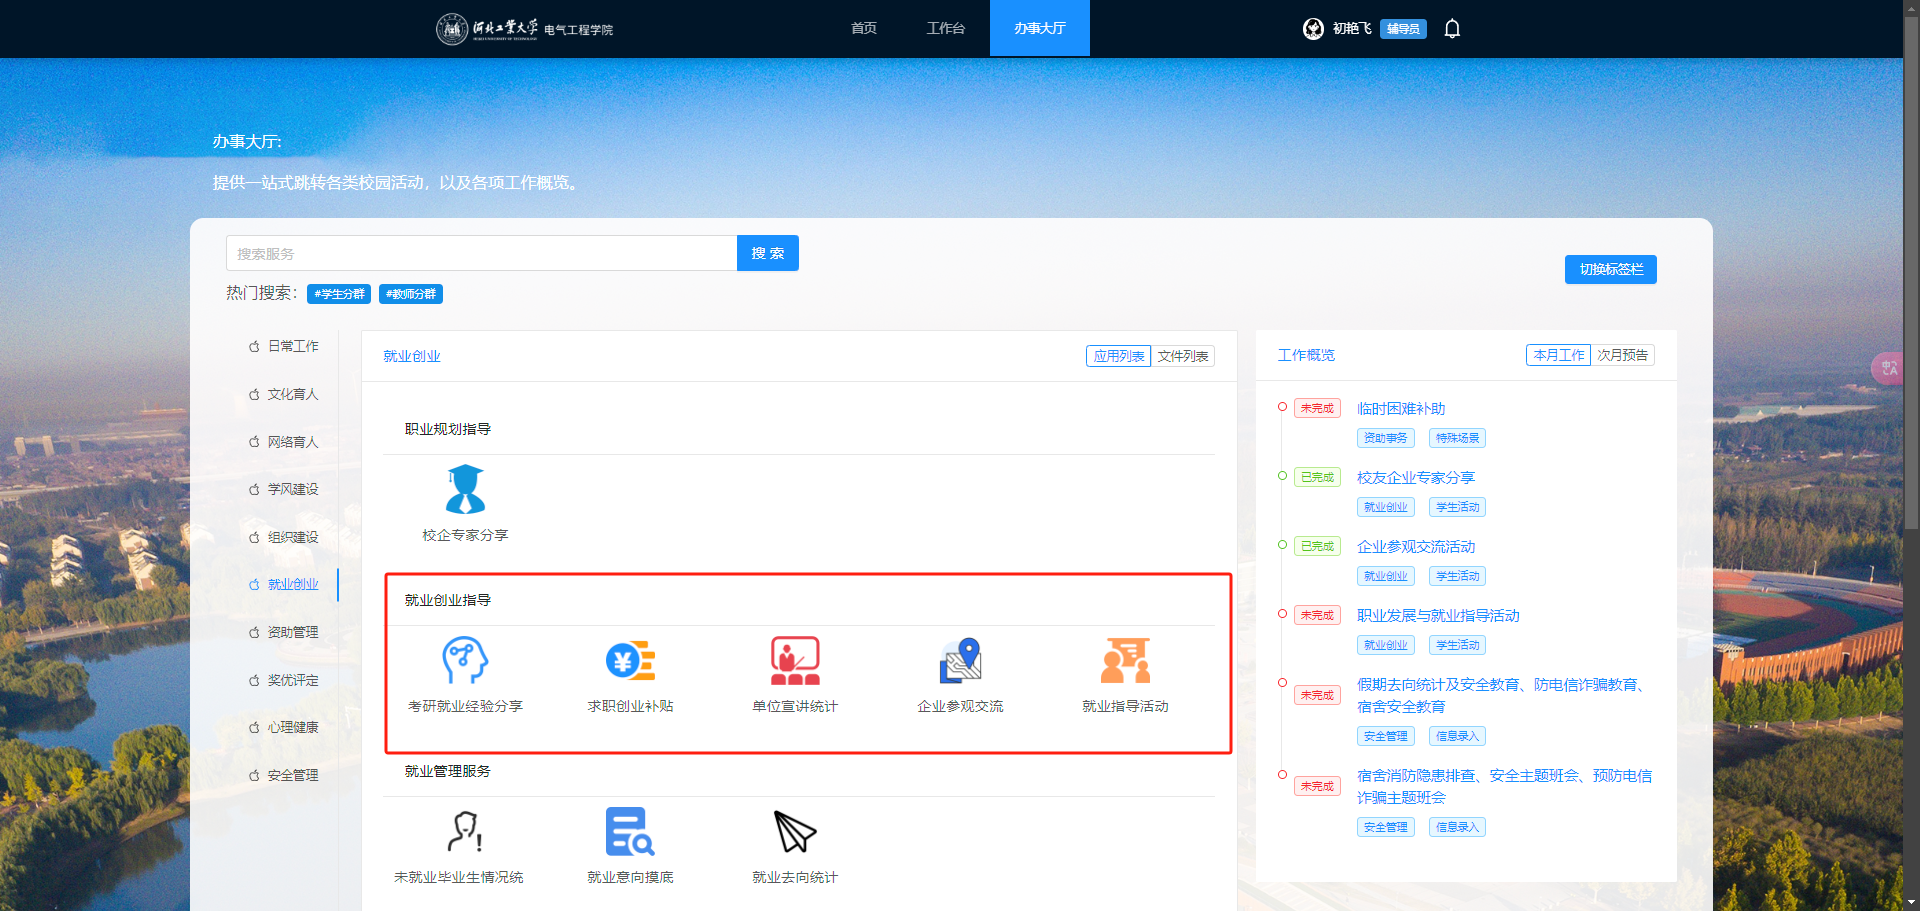 河北工业大学 电气工程学院
首页
工作台
办事大厅
初艳飞 辅导员
办事大厅:
提供一站式跳转各类校园活动，以及各项工作概览。
搜索服务
搜 索
切换标签栏
热门搜索： #学生分群 #教师分群
日常工作
文化育人
网络育人
学风建设
组织建设
就业创业
资助管理
奖优评定
心理健康
安全管理
就业创业
应用列表 文件列表
职业规划指导
校企专家分享
就业创业指导
考研就业经验分享
求职创业补贴
单位宣讲统计
企业参观交流
就业指导活动
就业管理服务
未就业毕业生情况统
就业意向摸底
就业去向统计
工作概览
本月工作 次月预告
未完成 临时困难补助
资助事务 特殊场景
已完成 校友企业专家分享
就业创业 学生活动
已完成 企业参观交流活动
就业创业 学生活动
未完成 职业发展与就业指导活动
就业创业 学生活动
未完成 假期去向统计及安全教育、防电信诈骗教育、
宿舍安全教育
安全管理 信息录入
未完成 宿舍消防隐患排查、安全主题班会、预防电信
诈骗主题班会
安全管理 信息录入